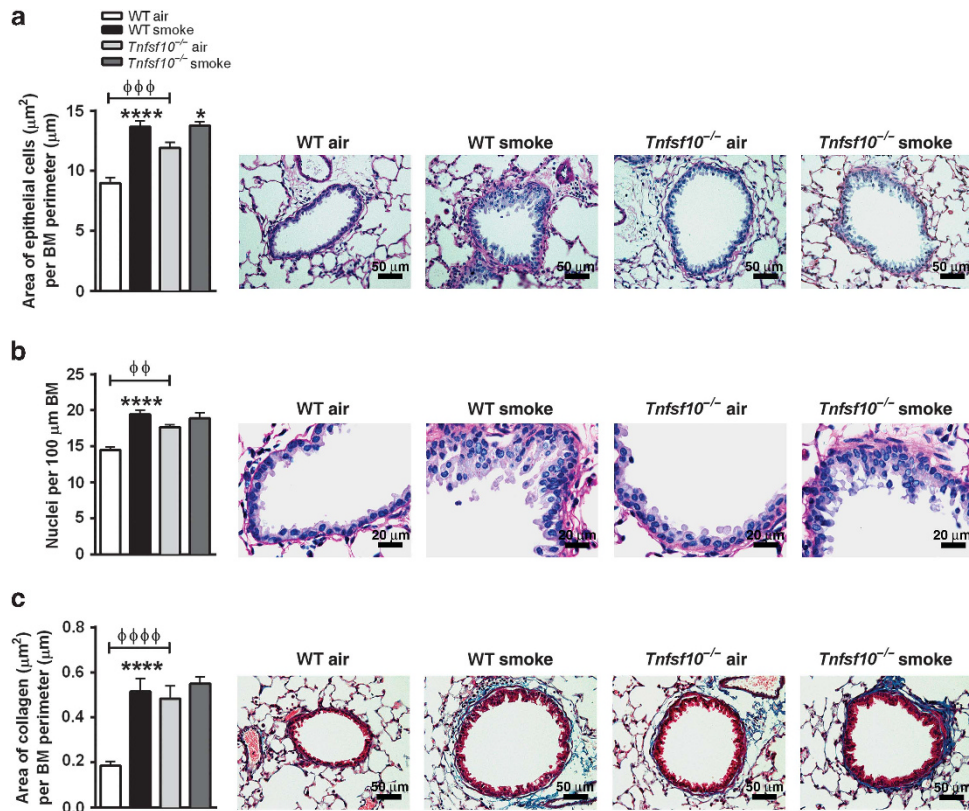 a
WT air
WT smoke
Tnfsf10⁻/⁻ air
Tnfsf10⁻/⁻ smoke
Area of epithelial cells (μm²)
per BM perimeter (μm)
15
10
5
0
ϕϕϕ
****
*
WT air
WT smoke
Tnfsf10⁻/⁻ air
Tnfsf10⁻/⁻ smoke
50 μm
50 μm
50 μm
50 μm
b
Nuclei per 100 μm BM
25
20
15
10
5
0
ϕϕ
****
WT air
WT smoke
Tnfsf10⁻/⁻ air
Tnfsf10⁻/⁻ smoke
20 μm
20 μm
20 μm
20 μm
c
Area of collagen (μm²)
per BM perimeter (μm)
0.8
0.6
0.4
0.2
0.0
ϕϕϕϕ
****
WT air
WT smoke
Tnfsf10⁻/⁻ air
Tnfsf10⁻/⁻ smoke
50 μm
50 μm
50 μm
50 μm